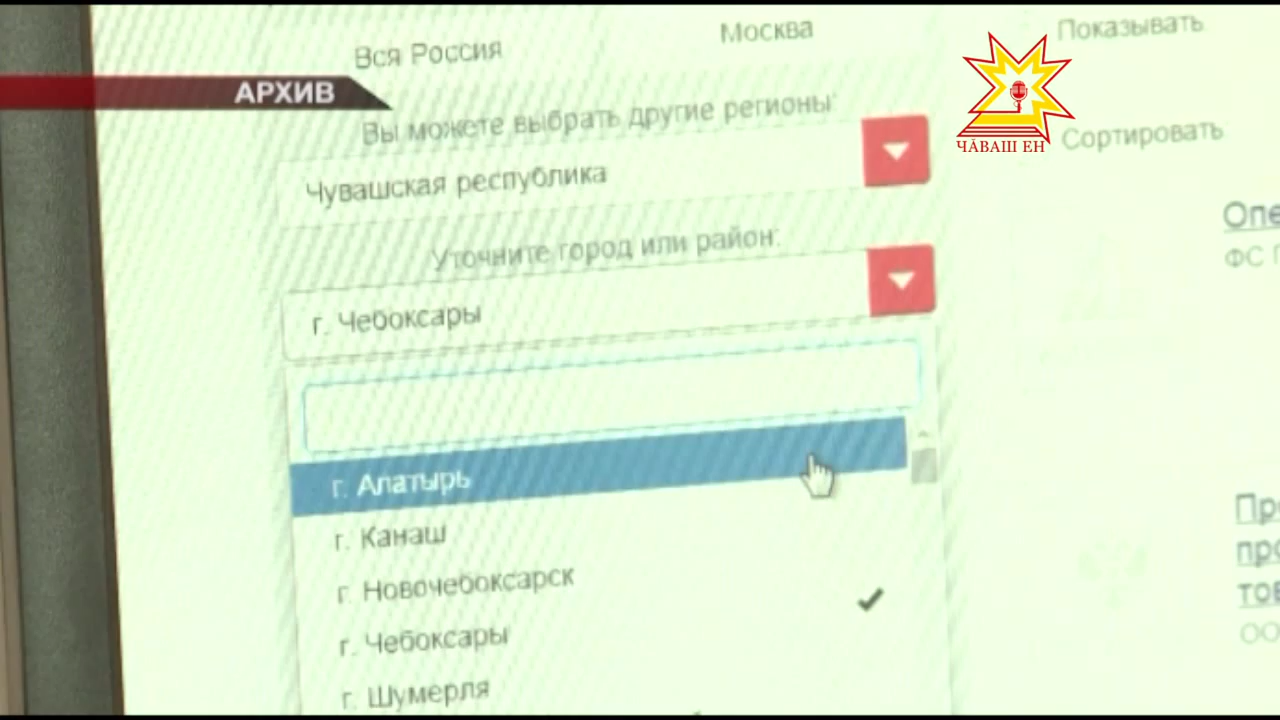 Вся Россия
Москва
Показывать
АРХИВ
Вы можете выбрать другие регионы:
ЧӐВАШ ЕН
Сортировать
Чувашская республика
Уточните город или район:
г. Чебоксары
г. Алатырь
г. Канаш
г. Новочебоксарск
г. Чебоксары
г. Шумерля